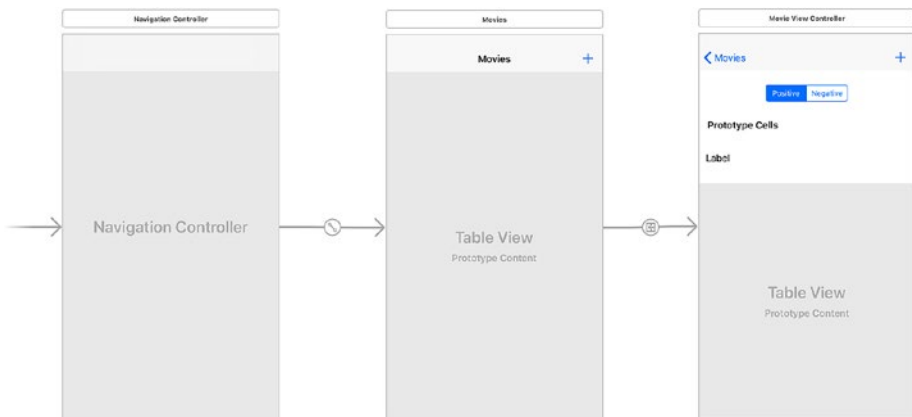 Navigation Controller
Navigation Controller
Movies
Movies +
Table View
Prototype Content
Movie View Controller
Movies +
Positive Negative
Prototype Cells
Label
Table View
Prototype Content